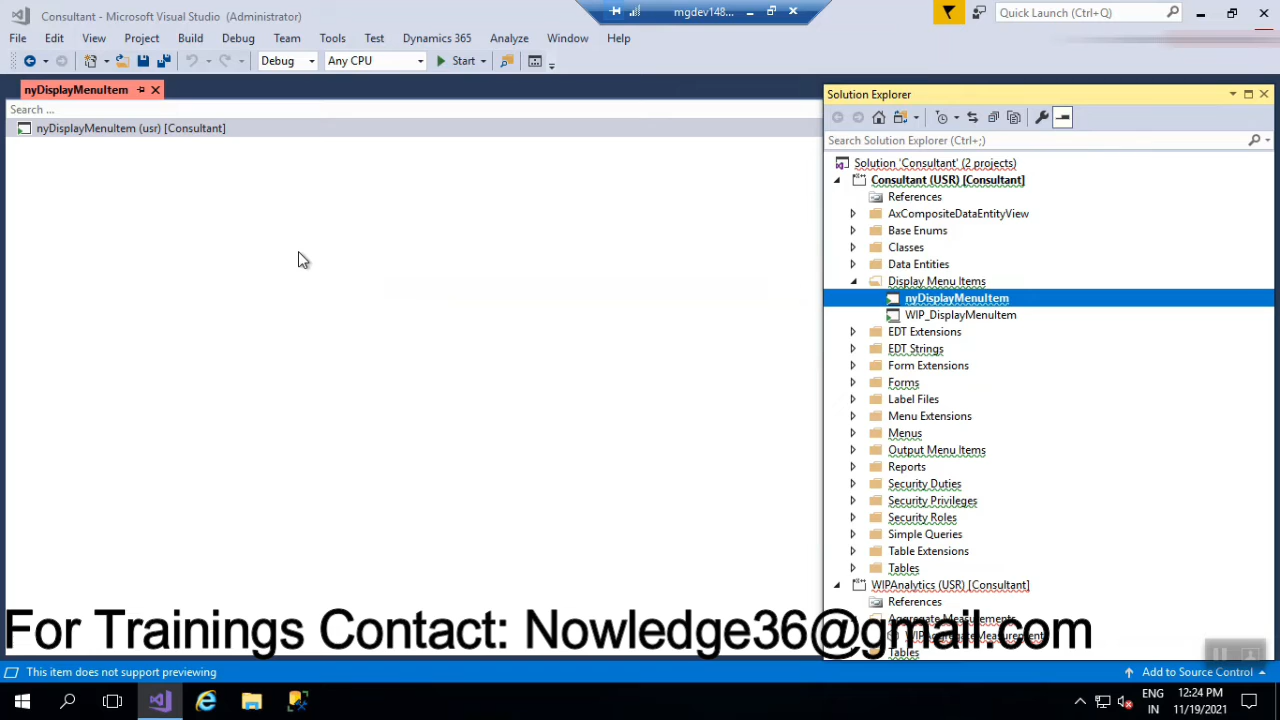 Consultant - Microsoft Visual Studio (Administrator)
mgdev148...
Quick Launch (Ctrl+Q)
File Edit View Project Build Debug Team Tools Test Dynamics 365 Analyze Window Help
Debug Any CPU Start
nyDisplayMenuItem
Search ...
nyDisplayMenuItem (usr) [Consultant]
Solution Explorer
Search Solution Explorer (Ctrl+;)
Solution 'Consultant' (2 projects)
Consultant (USR) [Consultant]
References
AxCompositeDataEntityView
Base Enums
Classes
Data Entities
Display Menu Items
nyDisplayMenuItem
WIP_DisplayMenuItem
EDT Extensions
EDT Strings
Form Extensions
Forms
Label Files
Menu Extensions
Menus
Output Menu Items
Reports
Security Duties
Security Privileges
Security Roles
Simple Queries
Table Extensions
Tables
WIPAnalytics (USR) [Consultant]
References
Aggregate Measurements
WIPAggregateMeasurement
Tables
For Trainings Contact: Nowledge36@gmail.com
This item does not support previewing
Add to Source Control
ENG
IN
12:24 PM
11/19/2021